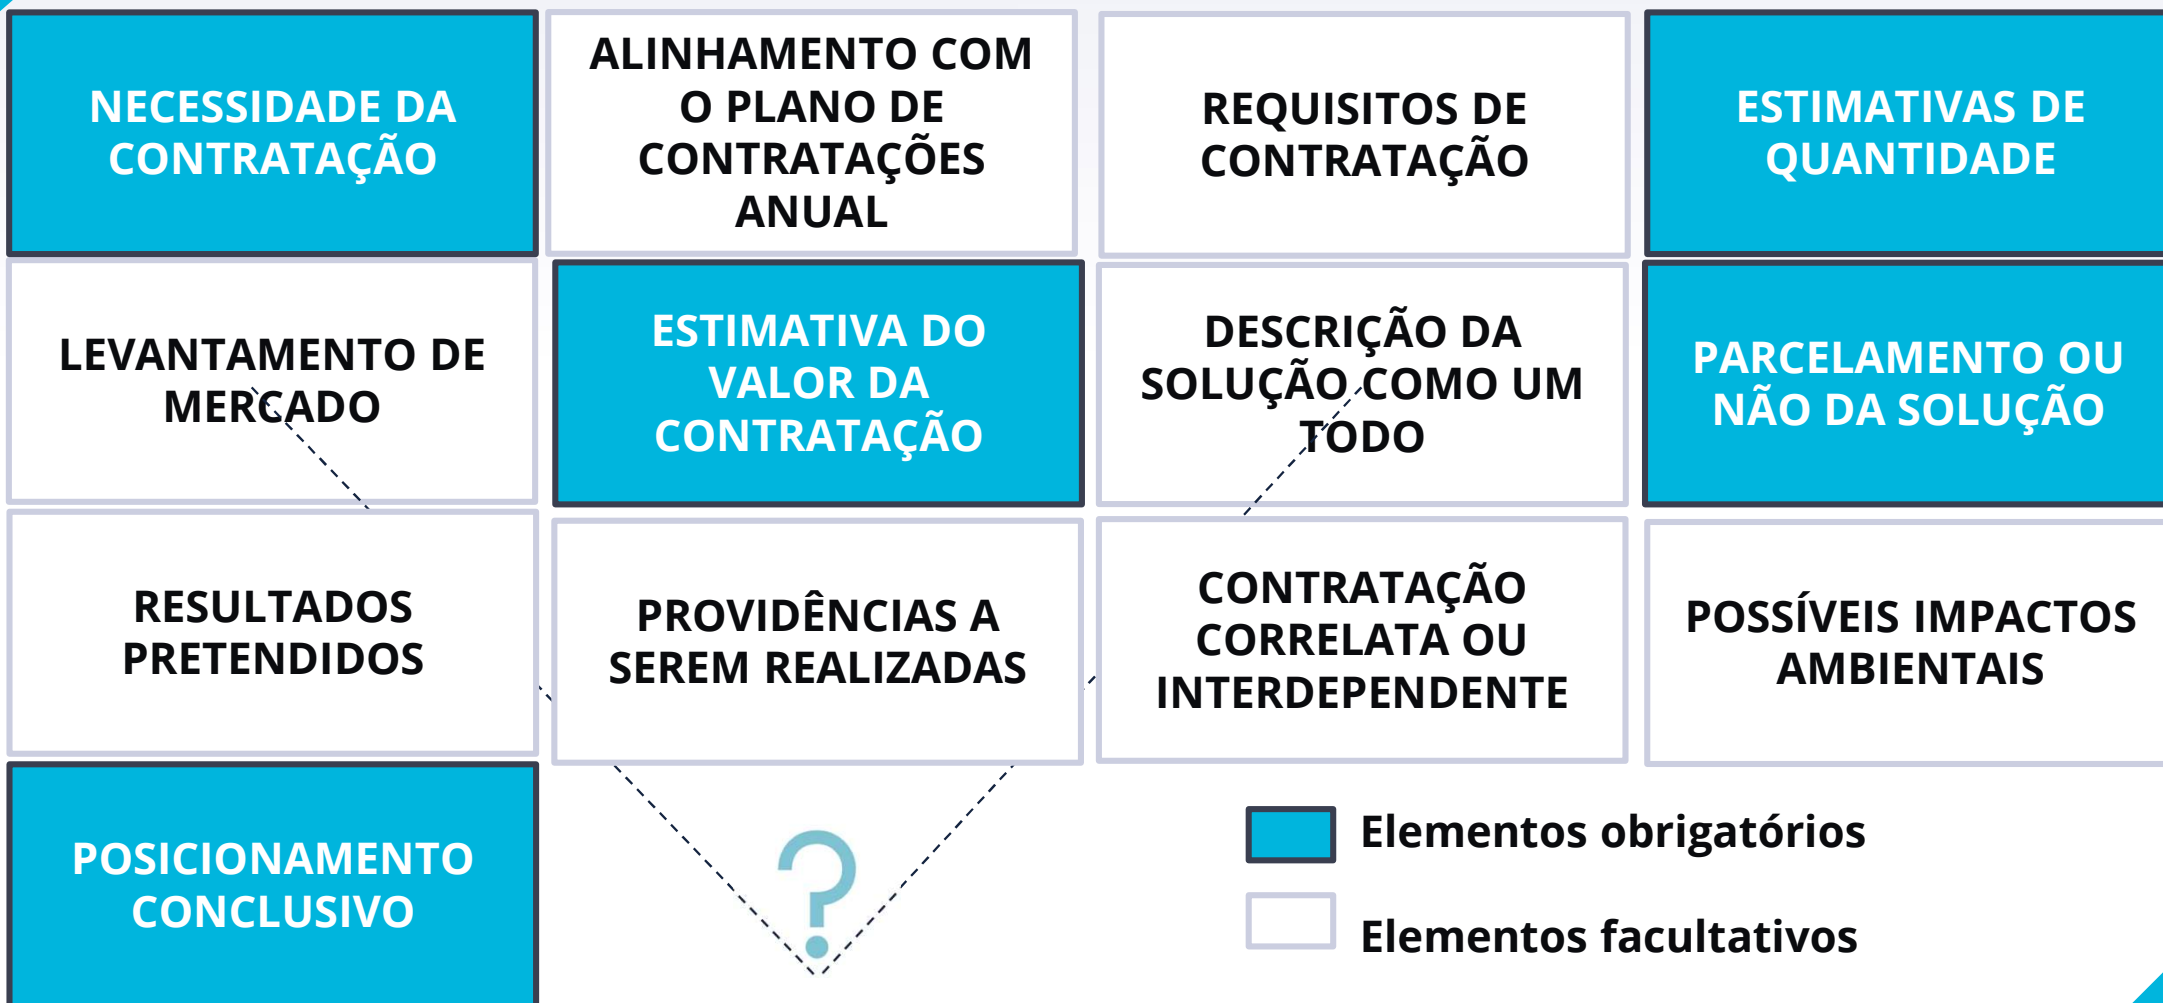 NECESSIDADE DA
CONTRATAÇÃO
ALINHAMENTO COM
O PLANO DE
CONTRATAÇÕES
ANUAL
REQUISITOS DE
CONTRATAÇÃO
ESTIMATIVAS DE
QUANTIDADE
LEVANTAMENTO DE
MERCADO
ESTIMATIVA DO
VALOR DA
CONTRATAÇÃO
DESCRIÇÃO DA
SOLUÇÃO COMO UM
TODO
PARCELAMENTO OU
NÃO DA SOLUÇÃO
RESULTADOS
PRETENDIDOS
PROVIDÊNCIAS A
SEREM REALIZADAS
CONTRATAÇÃO
CORRELATA OU
INTERDEPENDENTE
POSSÍVEIS IMPACTOS
AMBIENTAIS
POSICIONAMENTO
CONCLUSIVO
?
Elementos obrigatórios
Elementos facultativos